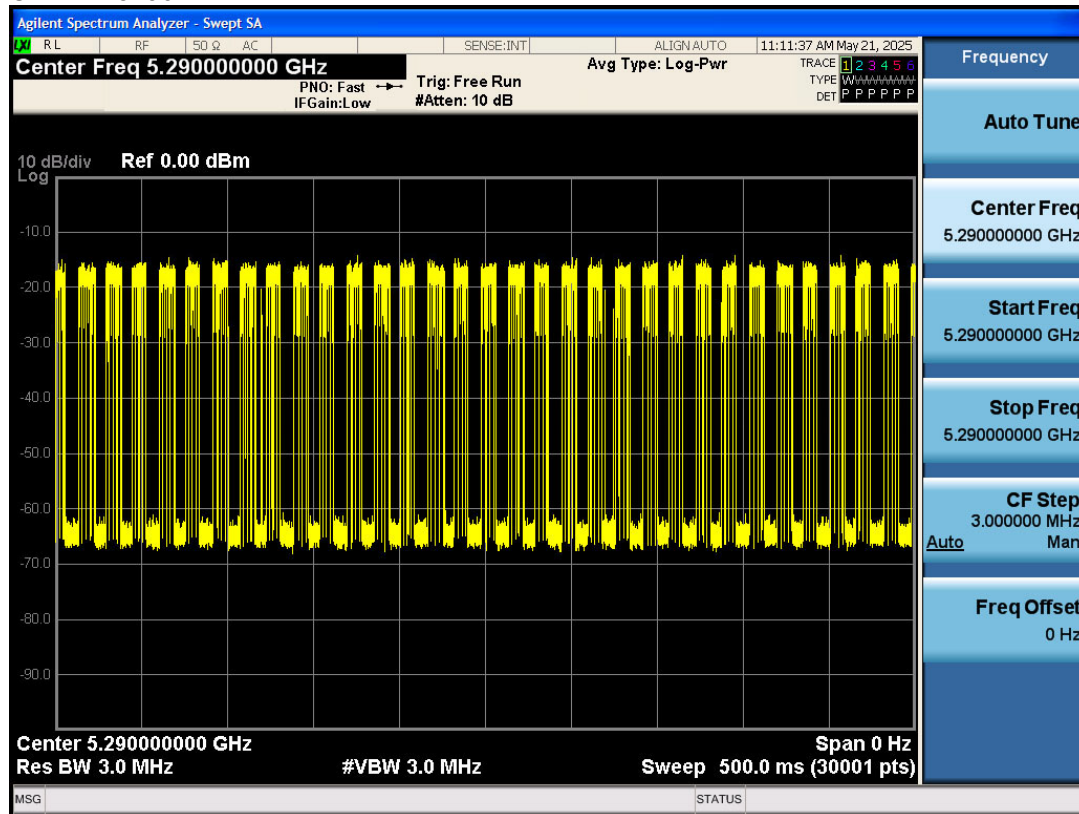 Agilent Spectrum Analyzer - Swept SA
LXI RL RF 50 Ω AC SENSE:INT ALIGN AUTO 11:11:37 AM May 21, 2025
Center Freq 5.290000000 GHz Avg Type: Log-Pwr TRACE 1 2 3 4 5 6
PNO: Fast Trig: Free Run TYPE WWWWWW
IFGain:Low #Atten: 10 dB DET P P P P P P
10 dB/div Ref 0.00 dBm
Log
-10.0
-20.0
-30.0
-40.0
-50.0
-60.0
-70.0
-80.0
-90.0
Center 5.290000000 GHz Span 0 Hz
Res BW 3.0 MHz #VBW 3.0 MHz Sweep 500.0 ms (30001 pts)
MSG STATUS
Frequency
Auto Tune
Center Freq
5.290000000 GHz
Start Freq
5.290000000 GHz
Stop Freq
5.290000000 GHz
CF Step
3.000000 MHz
Auto Man
Freq Offset
0 Hz